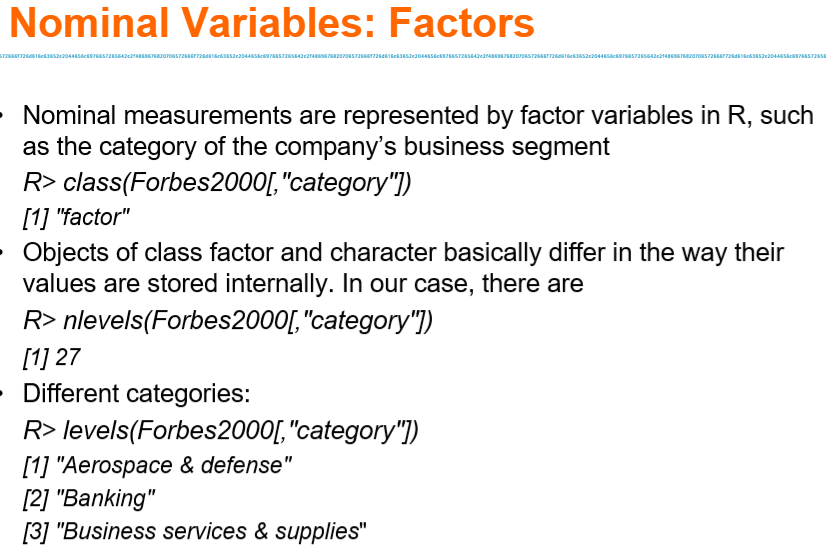 Nominal Variables: Factors
• Nominal measurements are represented by factor variables in R, such
as the category of the company’s business segment
R> class(Forbes2000[,"category"])
[1] "factor"
• Objects of class factor and character basically differ in the way their
values are stored internally. In our case, there are
R> nlevels(Forbes2000[,"category"])
[1] 27
• Different categories:
R> levels(Forbes2000[,"category"])
[1] "Aerospace & defense"
[2] "Banking"
[3] "Business services & supplies"